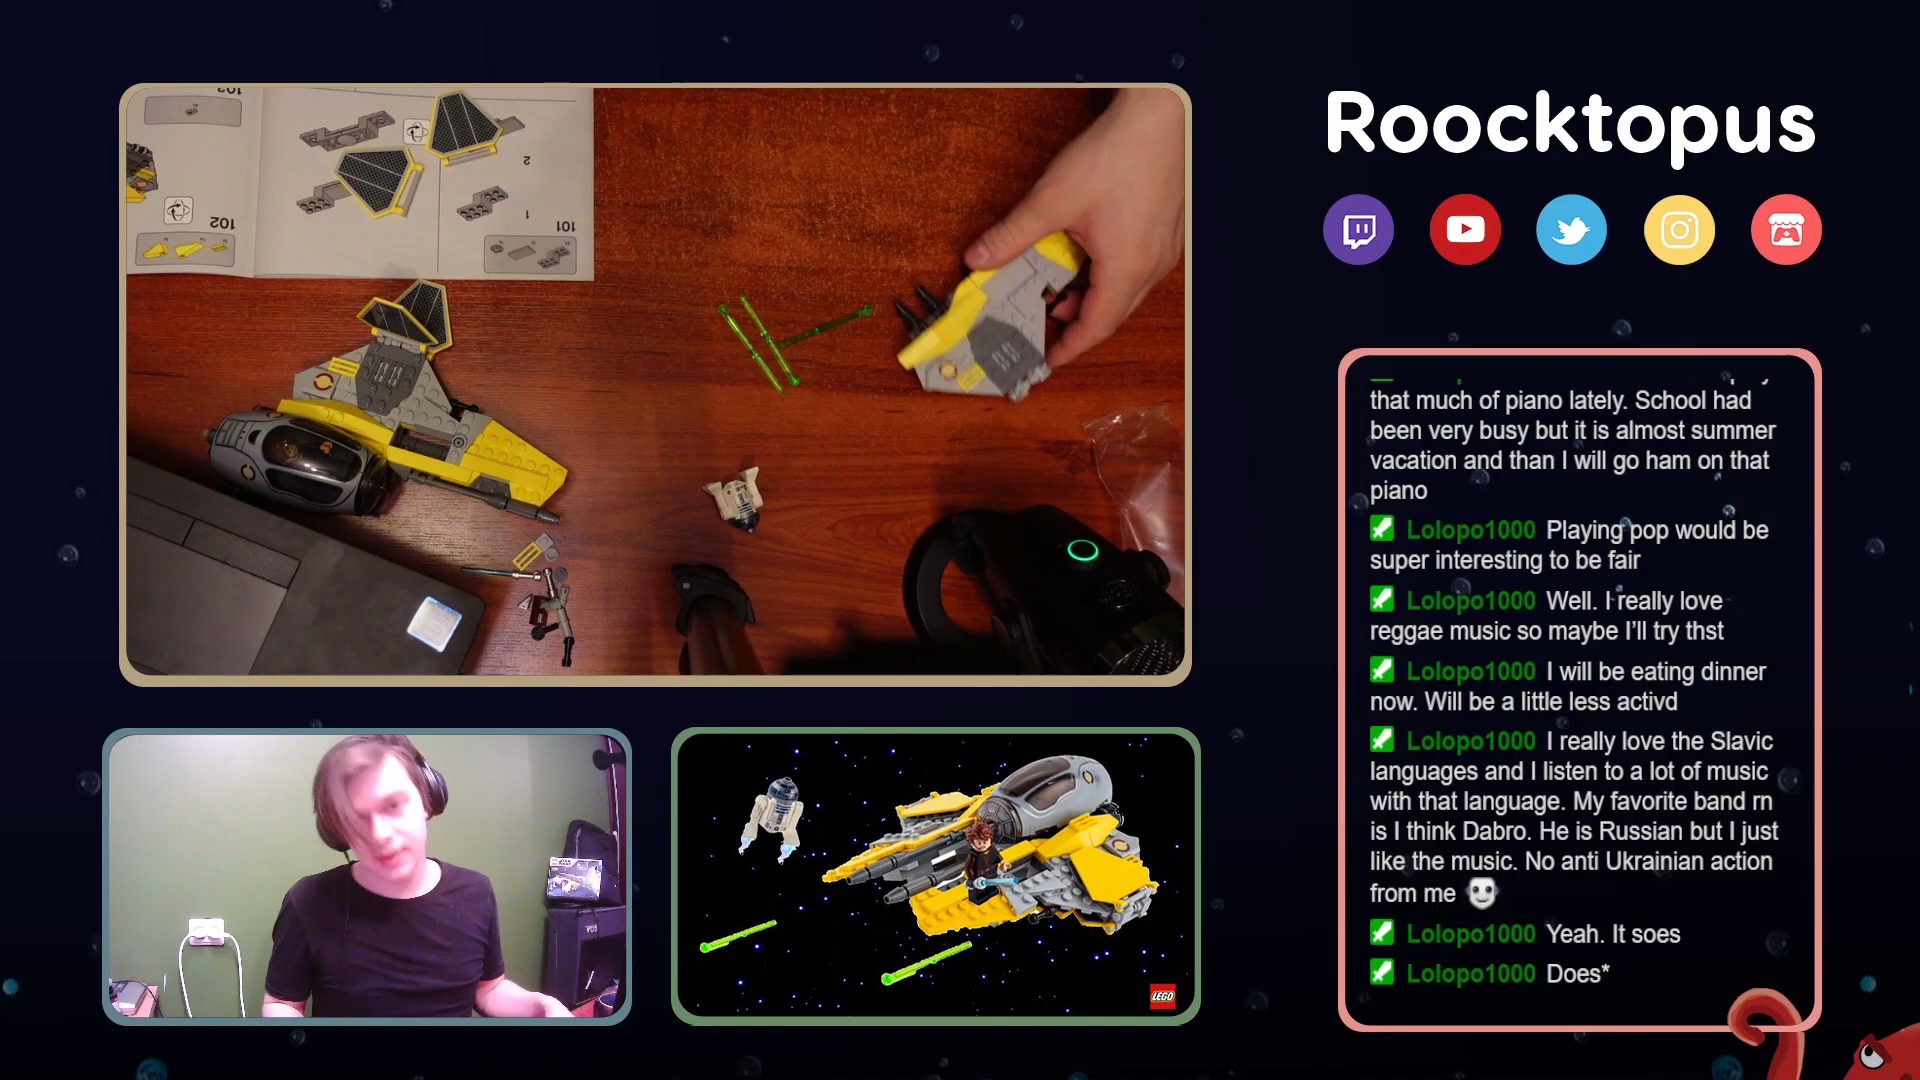 Roocktopus
103
102
2
1
101
that much of piano lately. School had
been very busy but it is almost summer
vacation and than I will go ham on that
piano
Lolopo1000 Playing pop would be
super interesting to be fair
Lolopo1000 Well. I really love
reggae music so maybe I'll try thst
Lolopo1000 I will be eating dinner
now. Will be a little less activd
Lolopo1000 I really love the Slavic
languages and I listen to a lot of music
with that language. My favorite band rn
is I think Dabro. He is Russian but I just
like the music. No anti Ukrainian action
from me
Lolopo1000 Yeah. It soes
Lolopo1000 Does*
LEGO